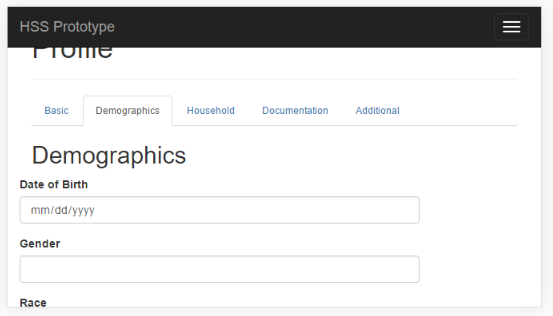 HSS Prototype
Profile
Basic Demographics Household Documentation Additional
Demographics
Date of Birth
mm/dd/yyyy
Gender
Race